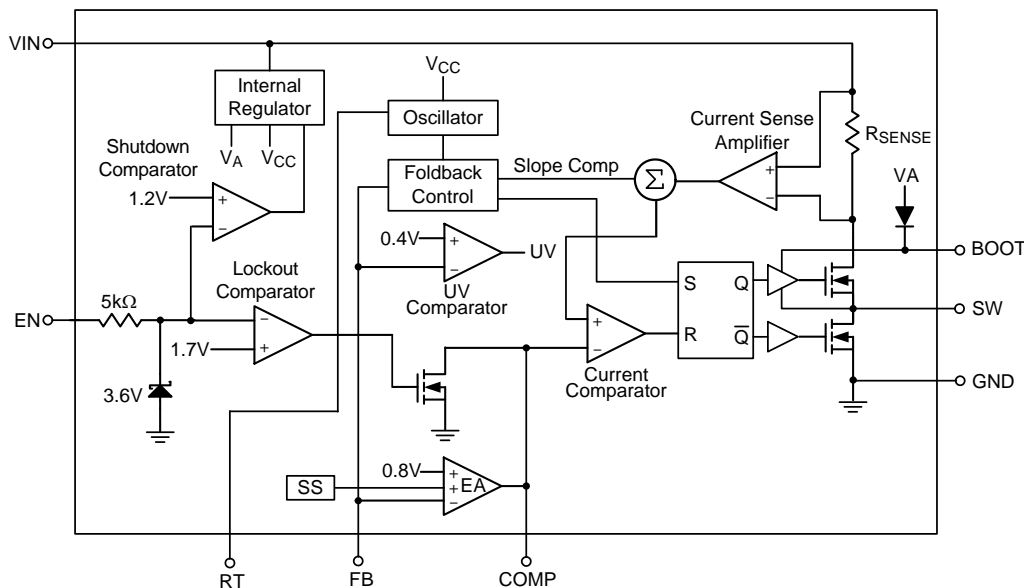 VIN
Internal
Regulator
VCC
Oscillator
Current Sense
Amplifier
RSENSE
Shutdown
Comparator
VA
VCC
Foldback
Control
Slope Comp
Σ
+
−
VA
1.2V
+
−
0.4V
+
−
UV
UV
Comparator
BOOT
Lockout
Comparator
S
Q
5kΩ
EN
−
+
1.7V
+
−
R
Q̅
SW
Current
Comparator
GND
3.6V
0.8V
SS
+
+
−
EA
RT
FB
COMP